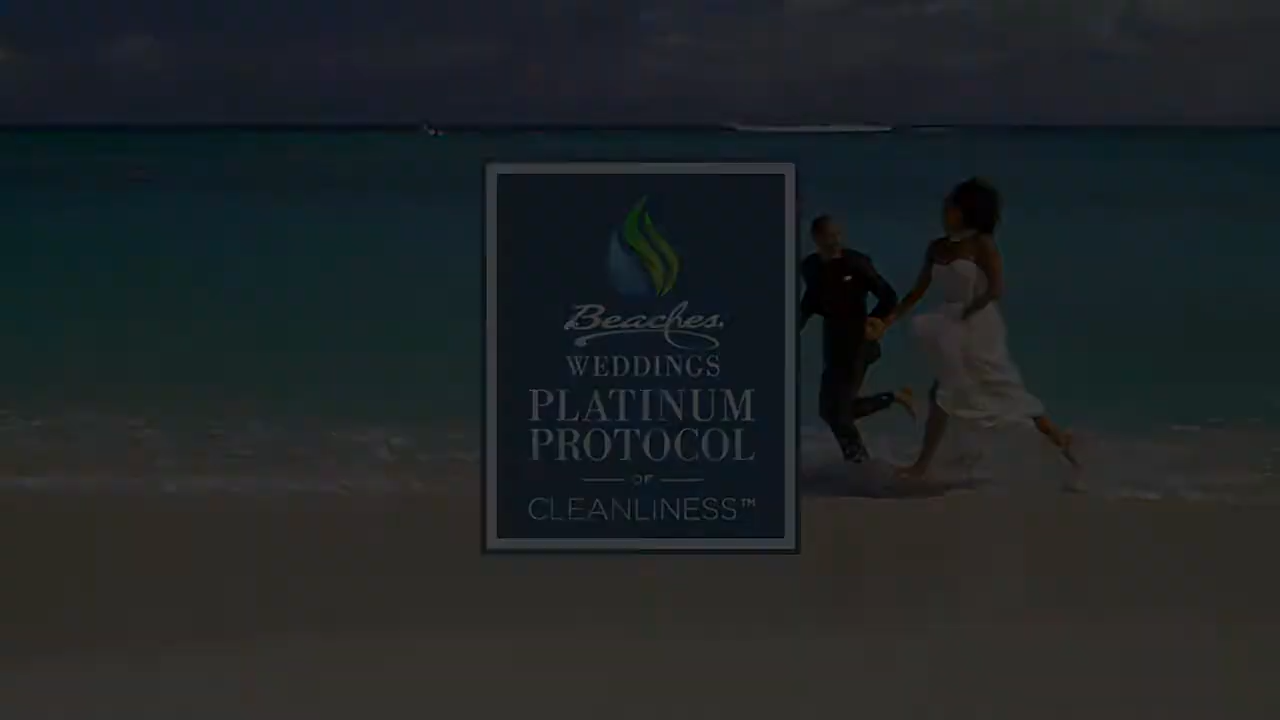 Beaches
WEDDINGS
PLATINUM
PROTOCOL
OF
CLEANLINESS™